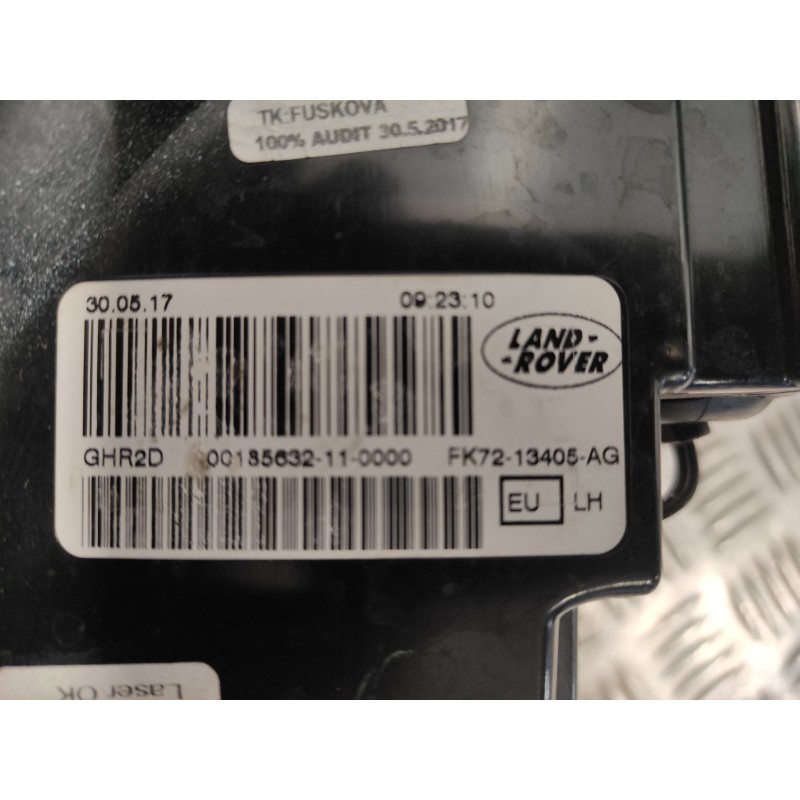 TK:FUSKOVA
100% AUDIT 30.5.2017
30.05.17 09:23:10
LAND-
-ROVER
GHR2D 00185632-11-0000 FK72-13405-AG
EU LH
Laser OK